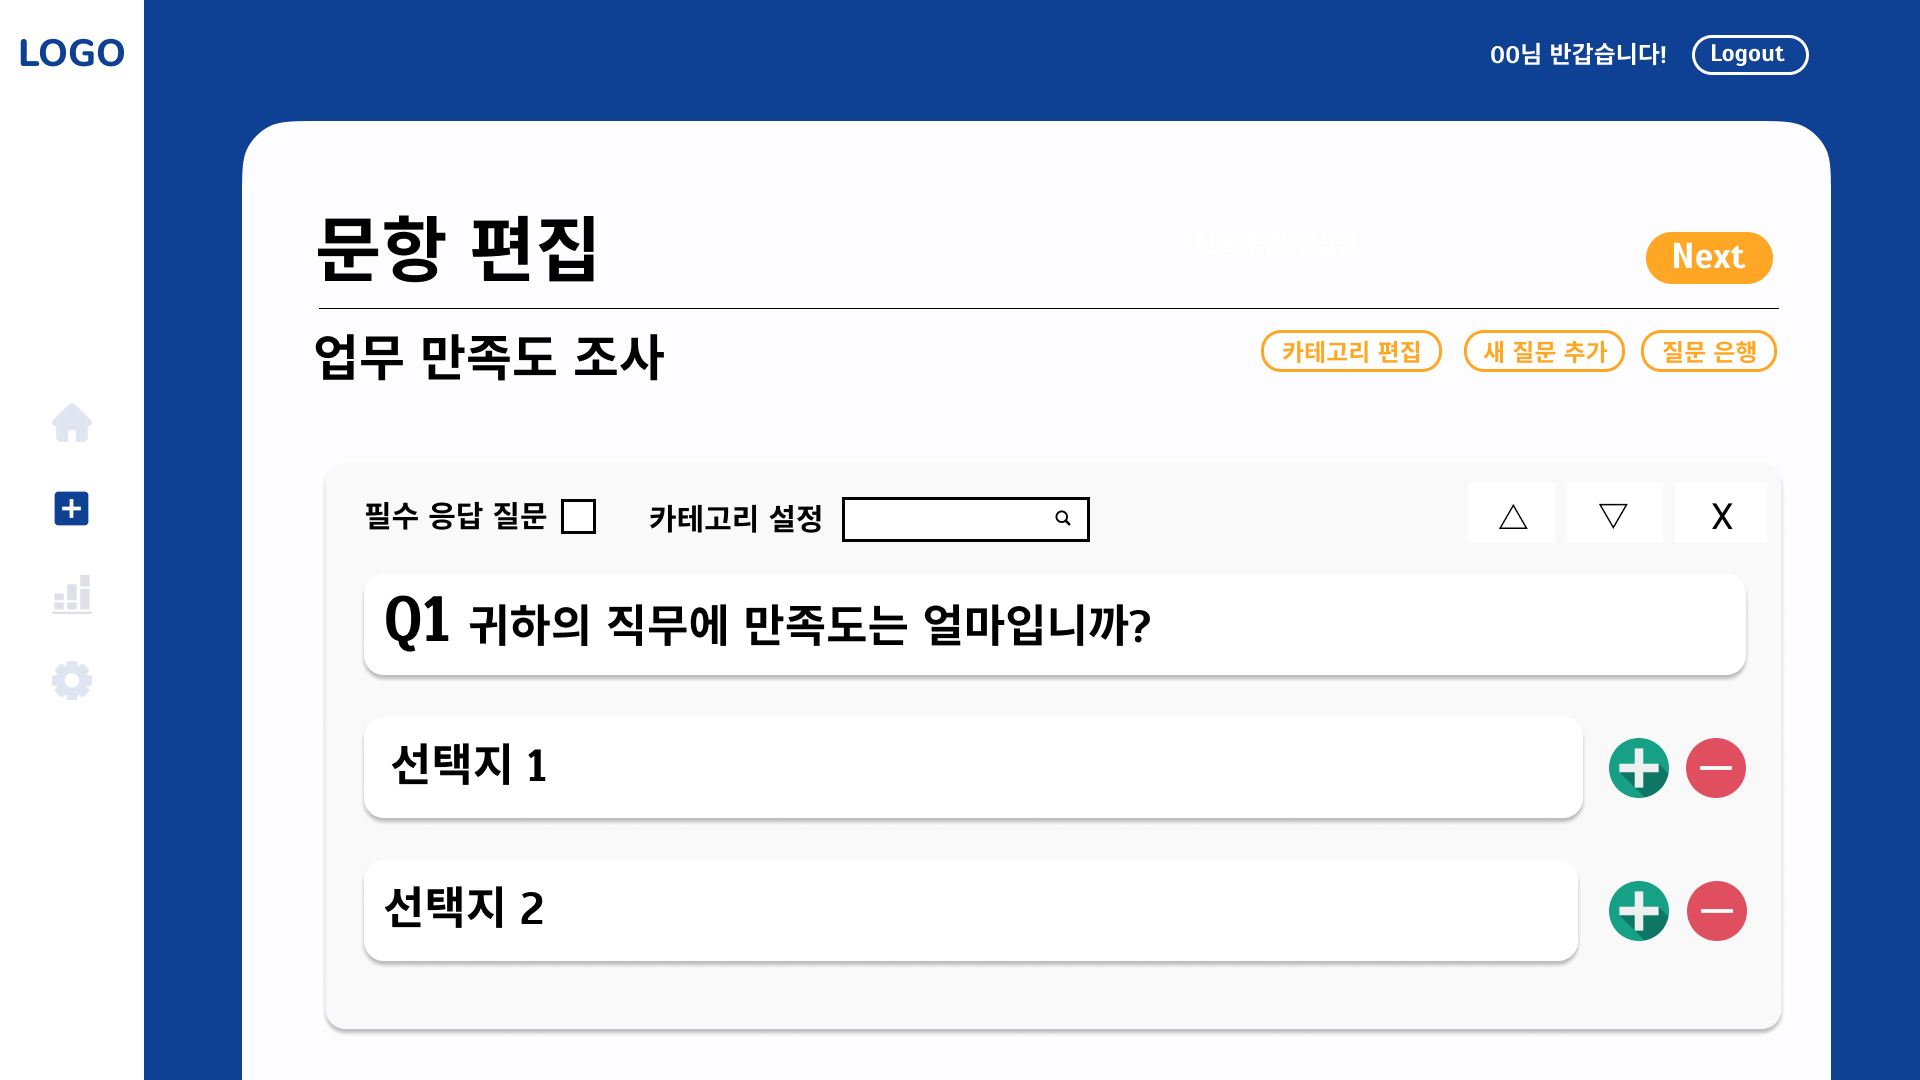 LOGO
00님 반갑습니다!
Logout
문항 편집
Next
업무 만족도 조사
카테고리 편집
새 질문 추가
질문 은행
필수 응답 질문
카테고리 설정
△
▽
X
Q1 귀하의 직무에 만족도는 얼마입니까?
선택지 1
선택지 2